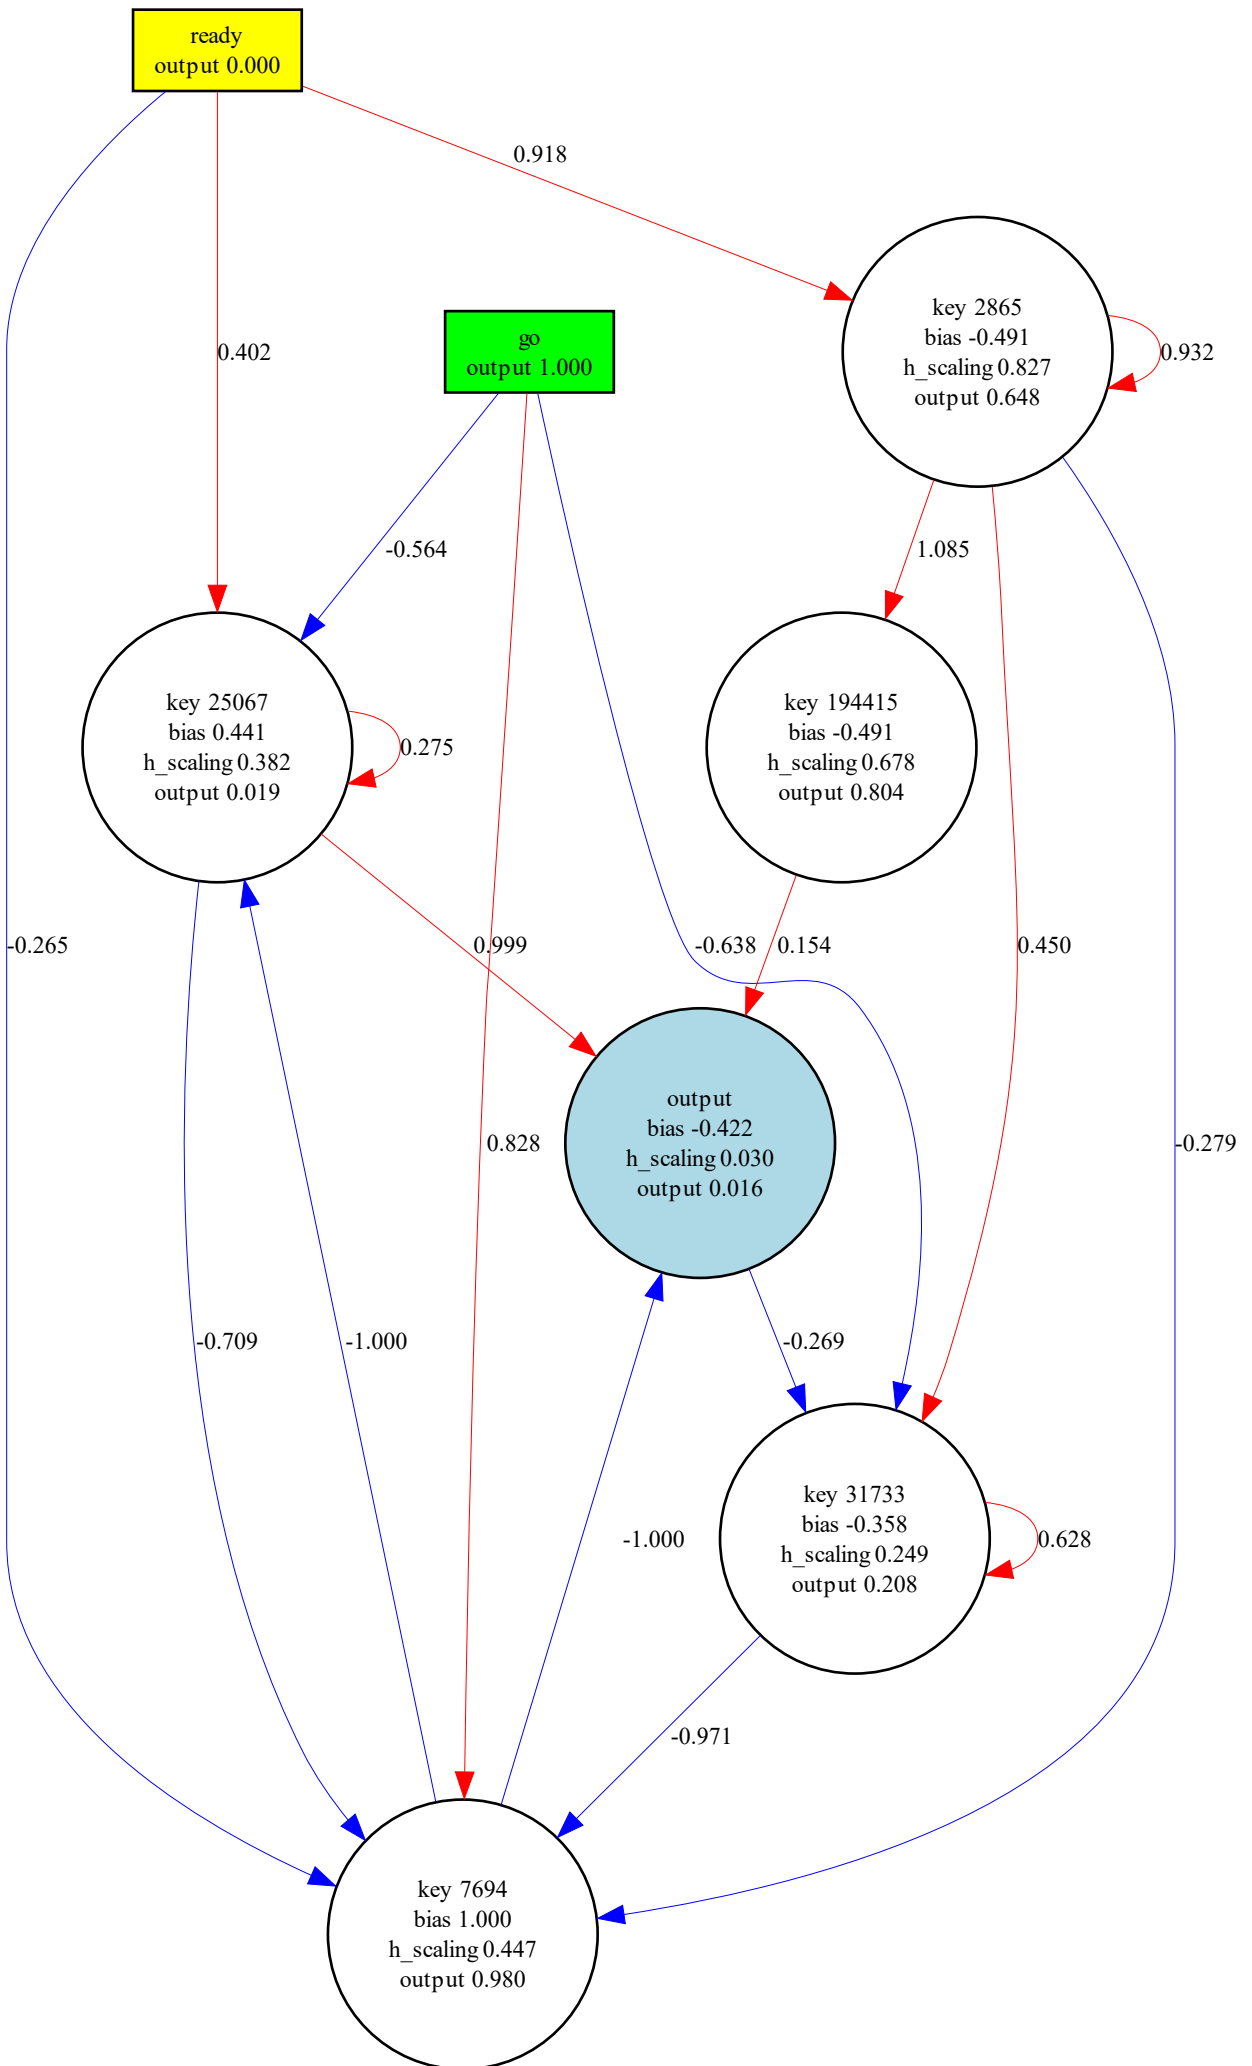 ready
output 0.000
0.918
key 2865
bias -0.491
h_scaling 0.827
output 0.648
0.932
go
output 1.000
0.402
-0.564
1.085
key 25067
bias 0.441
h_scaling 0.382
output 0.019
0.275
key 194415
bias -0.491
h_scaling 0.678
output 0.804
-0.265
0.999
-0.638
0.154
0.450
output
bias -0.422
h_scaling 0.030
output 0.016
0.828
-0.279
-0.709
-1.000
-0.269
key 31733
bias -0.358
h_scaling 0.249
output 0.208
-1.000
0.628
-0.971
key 7694
bias 1.000
h_scaling 0.447
output 0.980